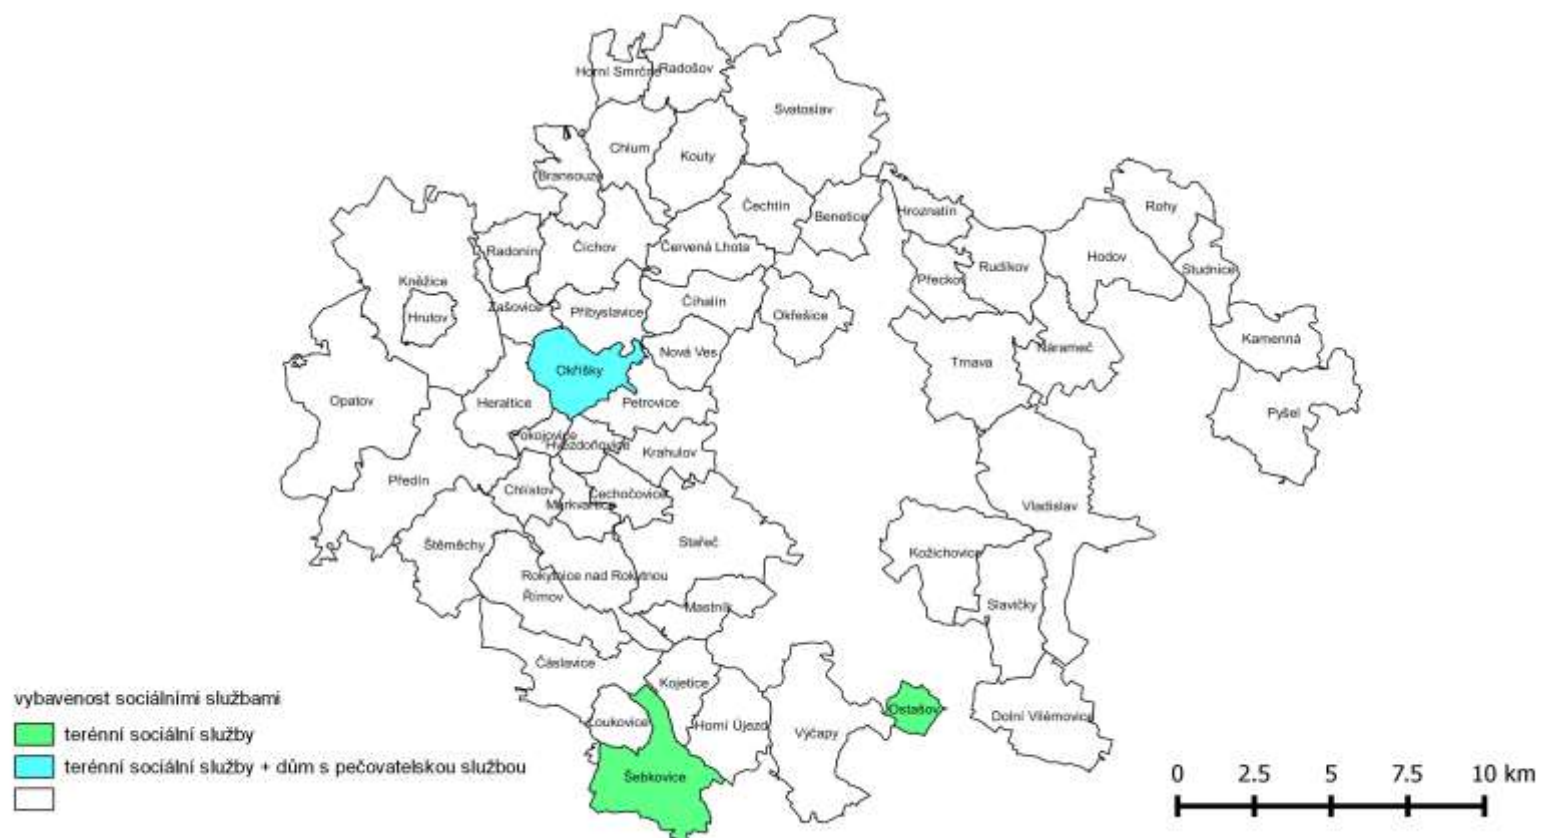 Horní Smrčné
Radošov
Svatoslav
Chlum
Kouty
Bransouze
Čechtín
Benetice
Hroznatín
Rohy
Radonín
Číchov
Červená Lhota
Přeckov
Rudíkov
Hodov
Studnice
Kněžice
Hrutov
Zašovice
Přibyslavice
Číhalín
Okřešice
Kamenná
Nová Ves
Trnava
Nárameč
Okříšky
Opatov
Heraltice
Petrovice
Pyšel
Pokojovice
Hvězdoňovice
Krahulov
Předín
Chlístov
Markvartice
Čechočovice
Vladislav
Štěměchy
Stařeč
Kožichovice
Rokytnice nad Rokytnou
Římov
Mastník
Slavičky
Čáslavice
Kojetice
Loukovice
Horní Újezd
Výčapy
Ostašov
Dolní Vilémovice
Šebkovice
vybavenost sociálními službami
terénní sociální služby
terénní sociální služby + dům s pečovatelskou službou
0 2.5 5 7.5 10 km